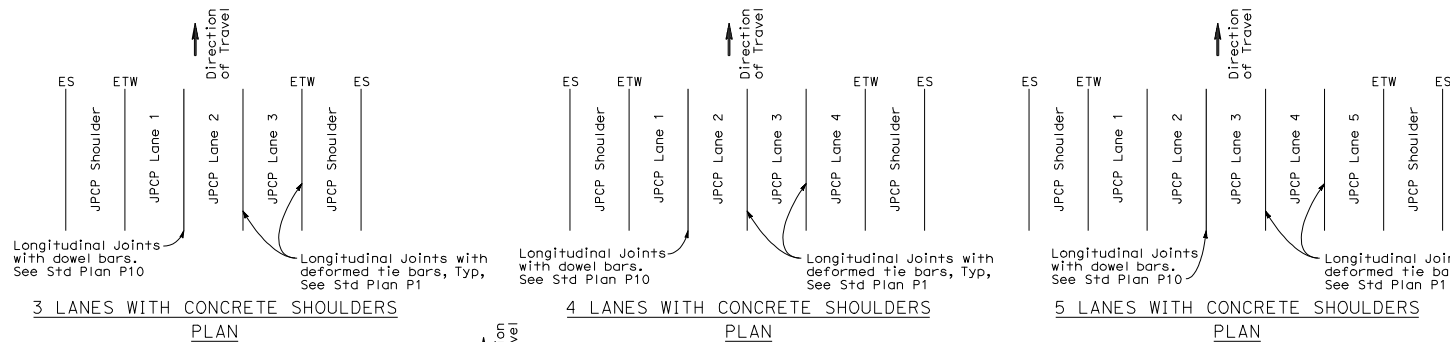 Direction
of Travel
ES
ETW
ETW
ES
JPCP Shoulder
JPCP Lane 1
JPCP Lane 2
JPCP Lane 3
JPCP Shoulder
Longitudinal Joints
with dowel bars.
See Std Plan P10
Longitudinal Joints with
deformed tie bars, Typ,
See Std Plan P1
3 LANES WITH CONCRETE SHOULDERS
PLAN
Direction
of Travel
ES
ETW
ETW
ES
JPCP Shoulder
JPCP Lane 1
JPCP Lane 2
JPCP Lane 3
JPCP Lane 4
JPCP Shoulder
Longitudinal Joints
with dowel bars.
See Std Plan P10
Longitudinal Joints with
deformed tie bars, Typ,
See Std Plan P1
4 LANES WITH CONCRETE SHOULDERS
PLAN
Direction
of Travel
ES
ETW
ETW
ES
JPCP Shoulder
JPCP Lane 1
JPCP Lane 2
JPCP Lane 3
JPCP Lane 4
JPCP Lane 5
JPCP Shoulder
Longitudinal Joints
with dowel bars.
See Std Plan P10
Longitudinal
deformed tie
See Std Plan P1
5 LANES WITH CONCRETE SHOULDERS
PLAN